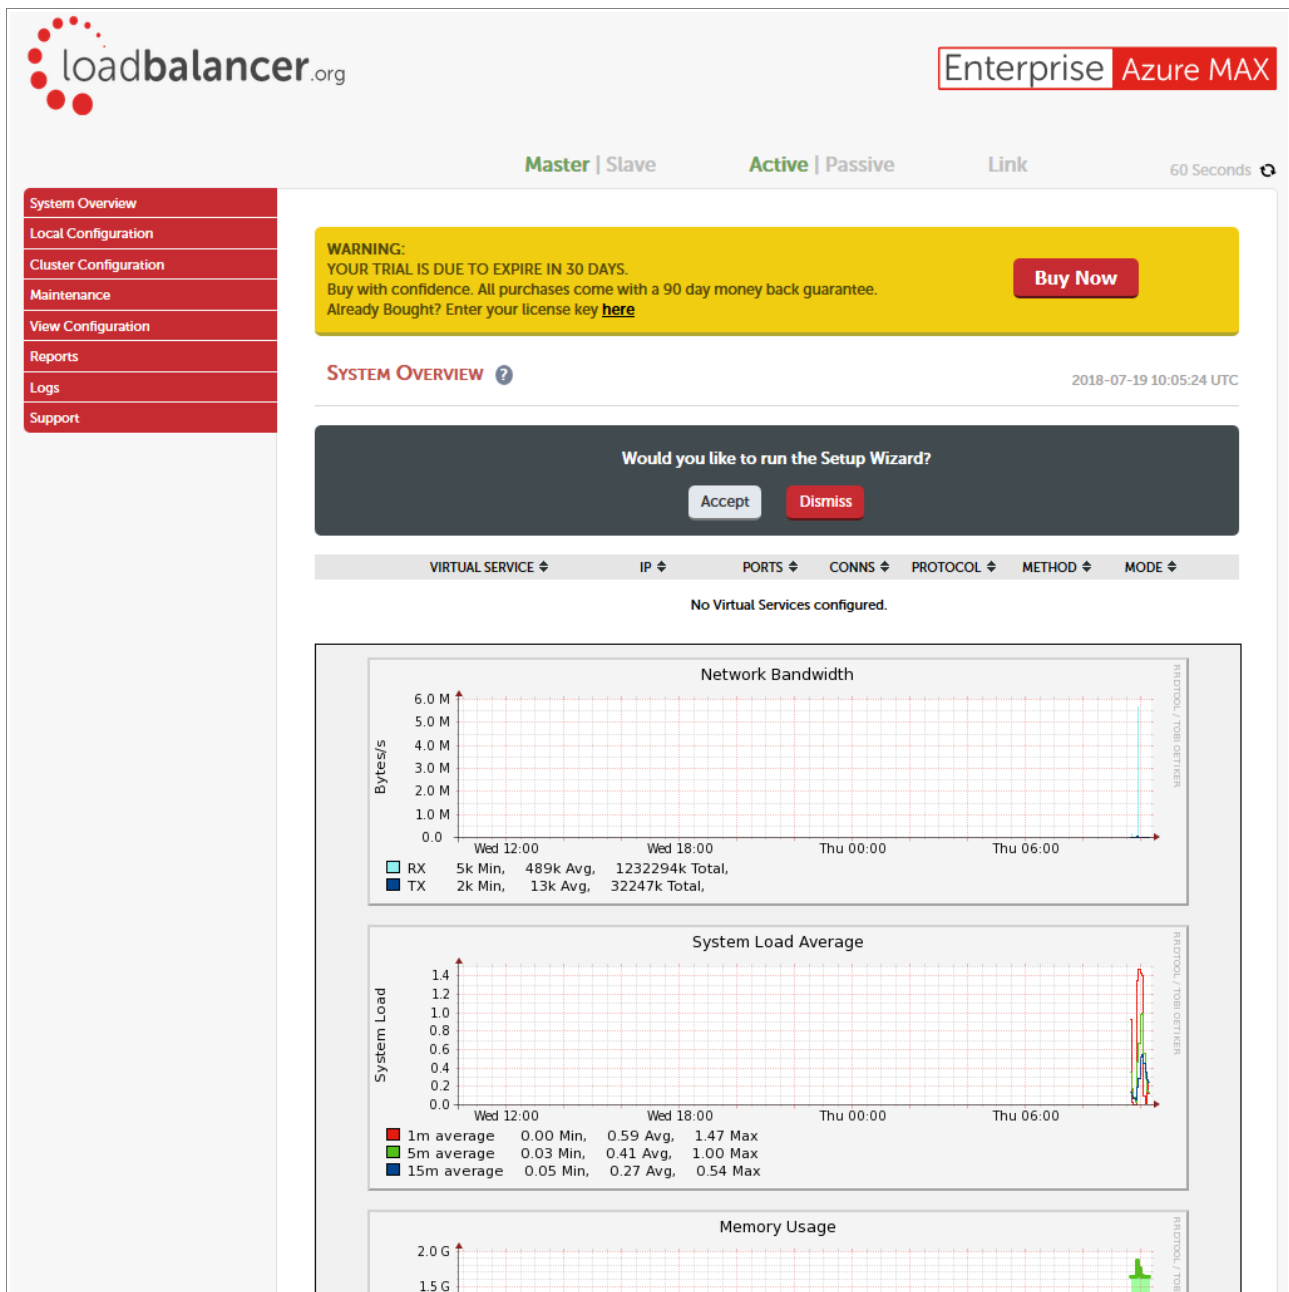 loadbalancer.org
Enterprise Azure MAX
Master | Slave Active | Passive Link 60 Seconds
System Overview
Local Configuration
Cluster Configuration
Maintenance
View Configuration
Reports
Logs
Support
WARNING:
YOUR TRIAL IS DUE TO EXPIRE IN 30 DAYS.
Buy with confidence. All purchases come with a 90 day money back guarantee.
Already Bought? Enter your license key here
Buy Now
SYSTEM OVERVIEW ?
2018-07-19 10:05:24 UTC
Would you like to run the Setup Wizard?
Accept Dismiss
VIRTUAL SERVICE IP PORTS CONNS PROTOCOL METHOD MODE
No Virtual Services configured.
Network Bandwidth
RRDTOOL / TOBI OETIKER
Bytes/s
6.0 M
5.0 M
4.0 M
3.0 M
2.0 M
1.0 M
0.0
Wed 12:00 Wed 18:00 Thu 00:00 Thu 06:00
RX 5k Min, 489k Avg, 1232294k Total,
TX 2k Min, 13k Avg, 32247k Total,
System Load Average
RRDTOOL / TOBI OETIKER
System Load
1.4
1.2
1.0
0.8
0.6
0.4
0.2
0.0
Wed 12:00 Wed 18:00 Thu 00:00 Thu 06:00
1m average 0.00 Min, 0.59 Avg, 1.47 Max
5m average 0.03 Min, 0.41 Avg, 1.00 Max
15m average 0.05 Min, 0.27 Avg, 0.54 Max
Memory Usage
RRDTOOL / TOB
2.0 G
1.5 G